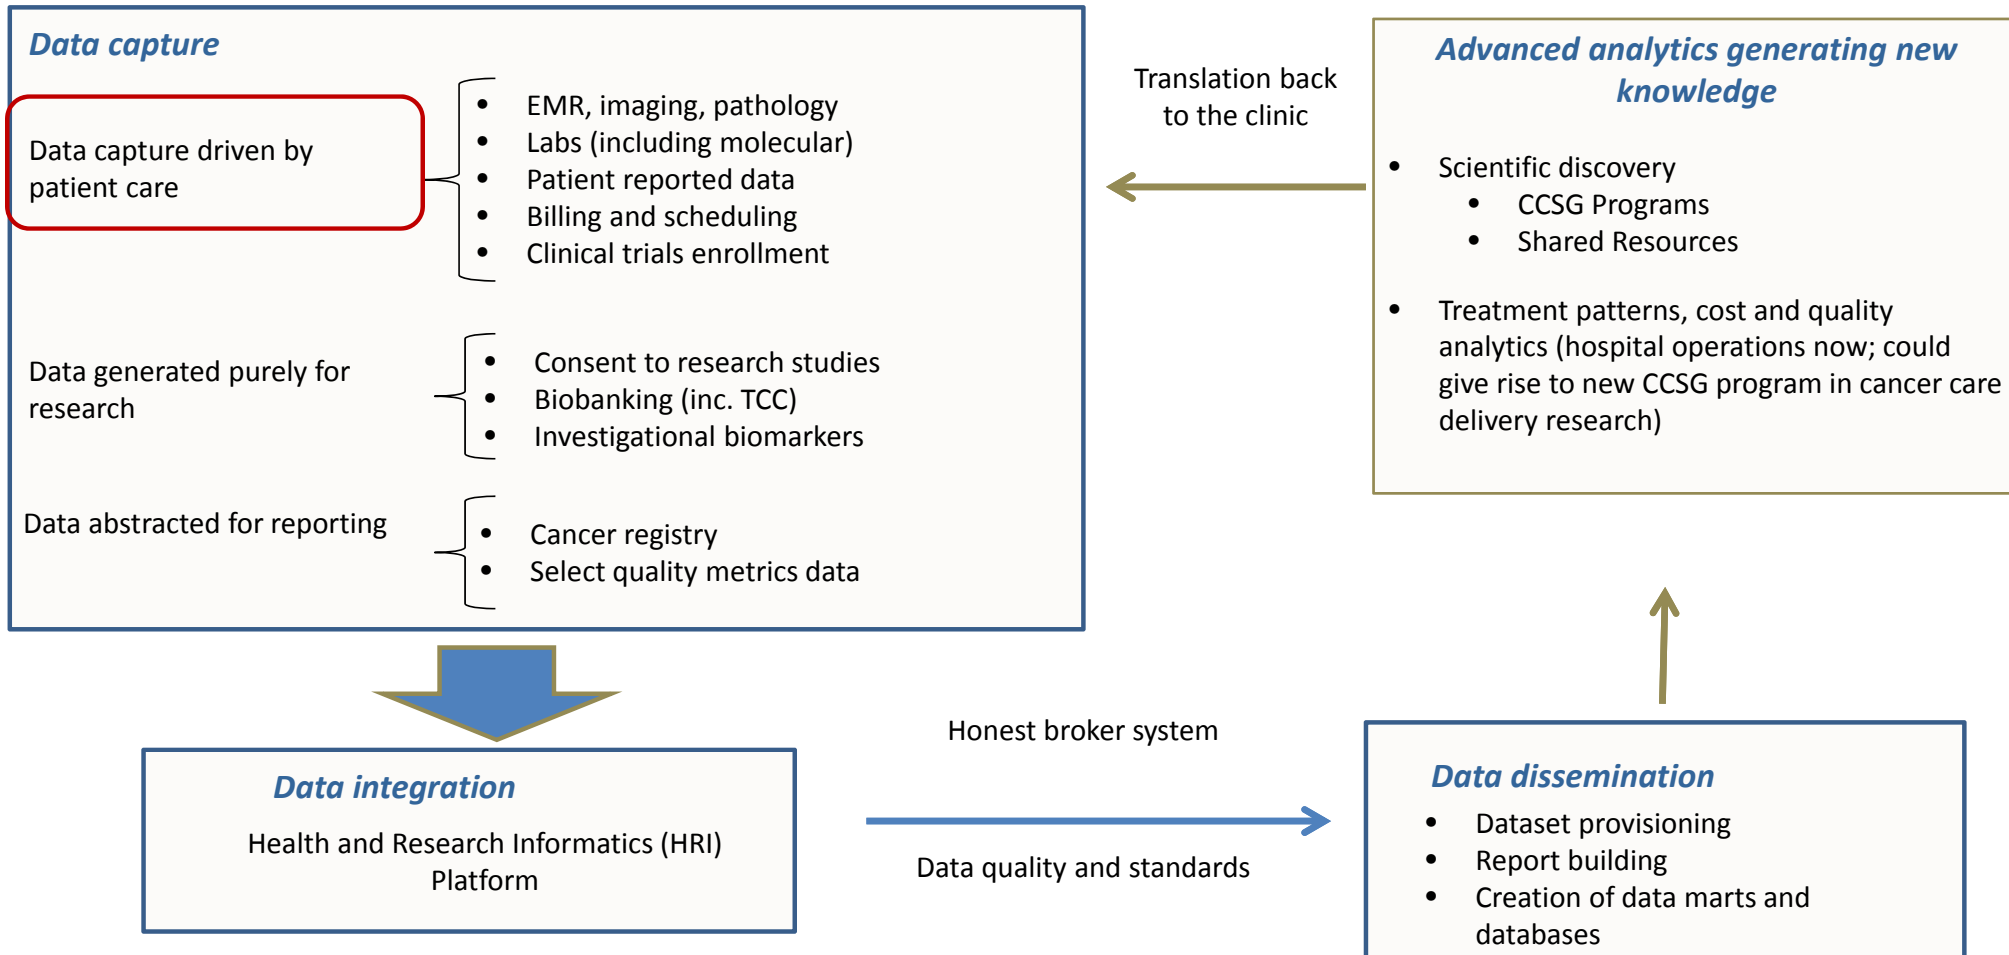 Data capture
Data capture driven by
patient care
• EMR, imaging, pathology
• Labs (including molecular)
• Patient reported data
• Billing and scheduling
• Clinical trials enrollment
Data generated purely for
research
• Consent to research studies
• Biobanking (inc. TCC)
• Investigational biomarkers
Data abstracted for reporting
• Cancer registry
• Select quality metrics data
Translation back
to the clinic
Advanced analytics generating new
knowledge
• Scientific discovery
• CCSG Programs
• Shared Resources
• Treatment patterns, cost and quality
analytics (hospital operations now; could
give rise to new CCSG program in cancer care
delivery research)
Data integration
Health and Research Informatics (HRI)
Platform
Honest broker system
Data quality and standards
Data dissemination
• Dataset provisioning
• Report building
• Creation of data marts and
databases